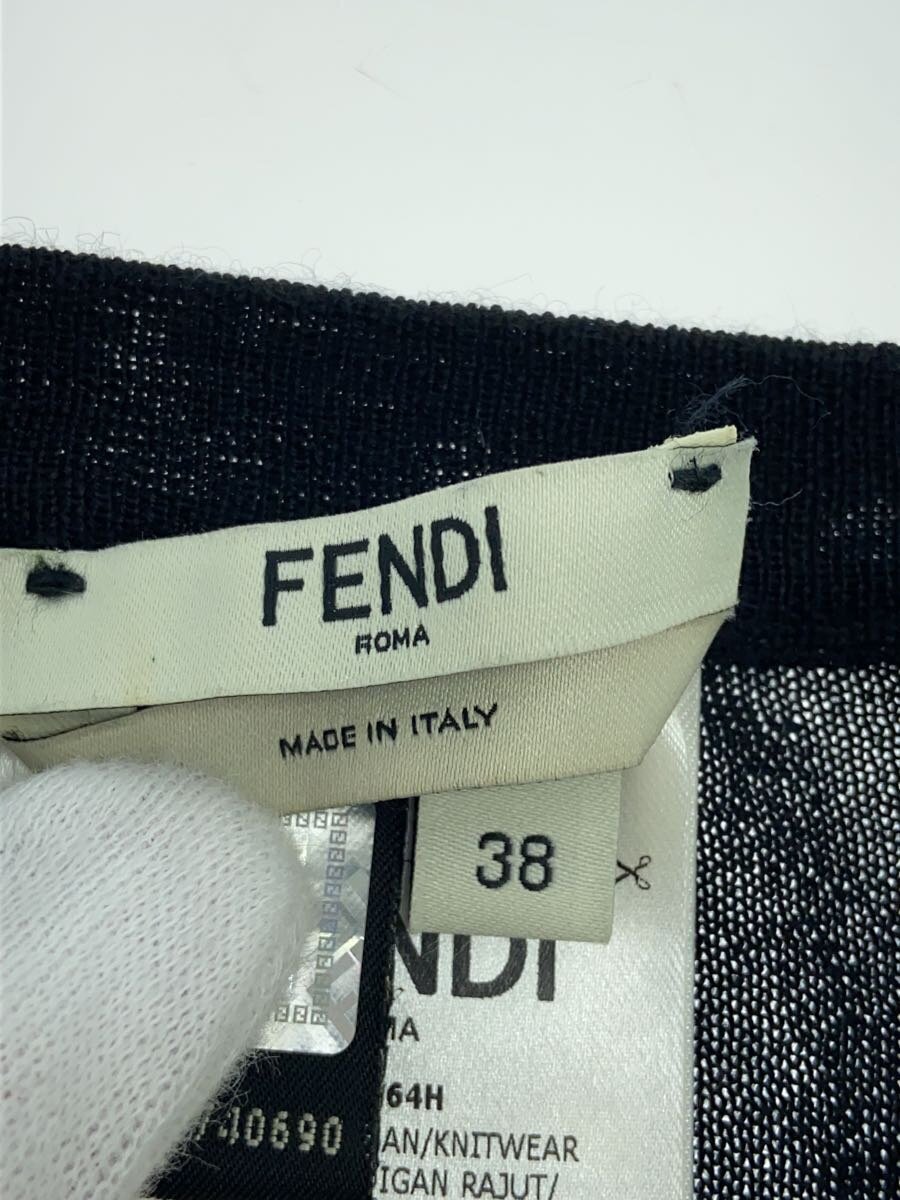 FENDI
ROMA
MADE IN ITALY
38
NDI
MA
64H
40690
AN/KNITWEAR
IGAN RAJUT/